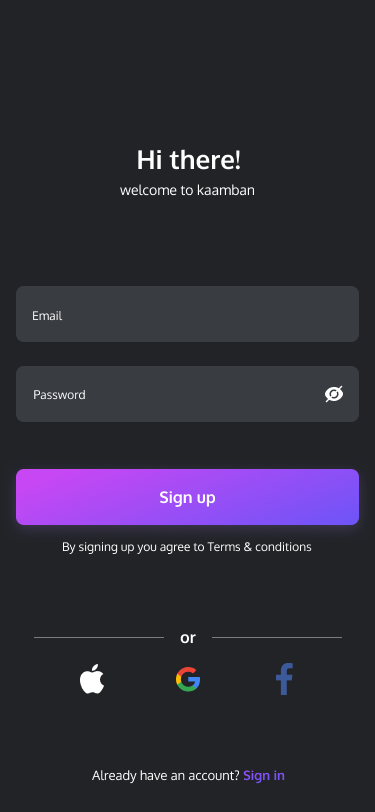 Hi there!
welcome to kaamban
Email
Password
Sign up
By signing up you agree to Terms & conditions
or
Already have an account? Sign in